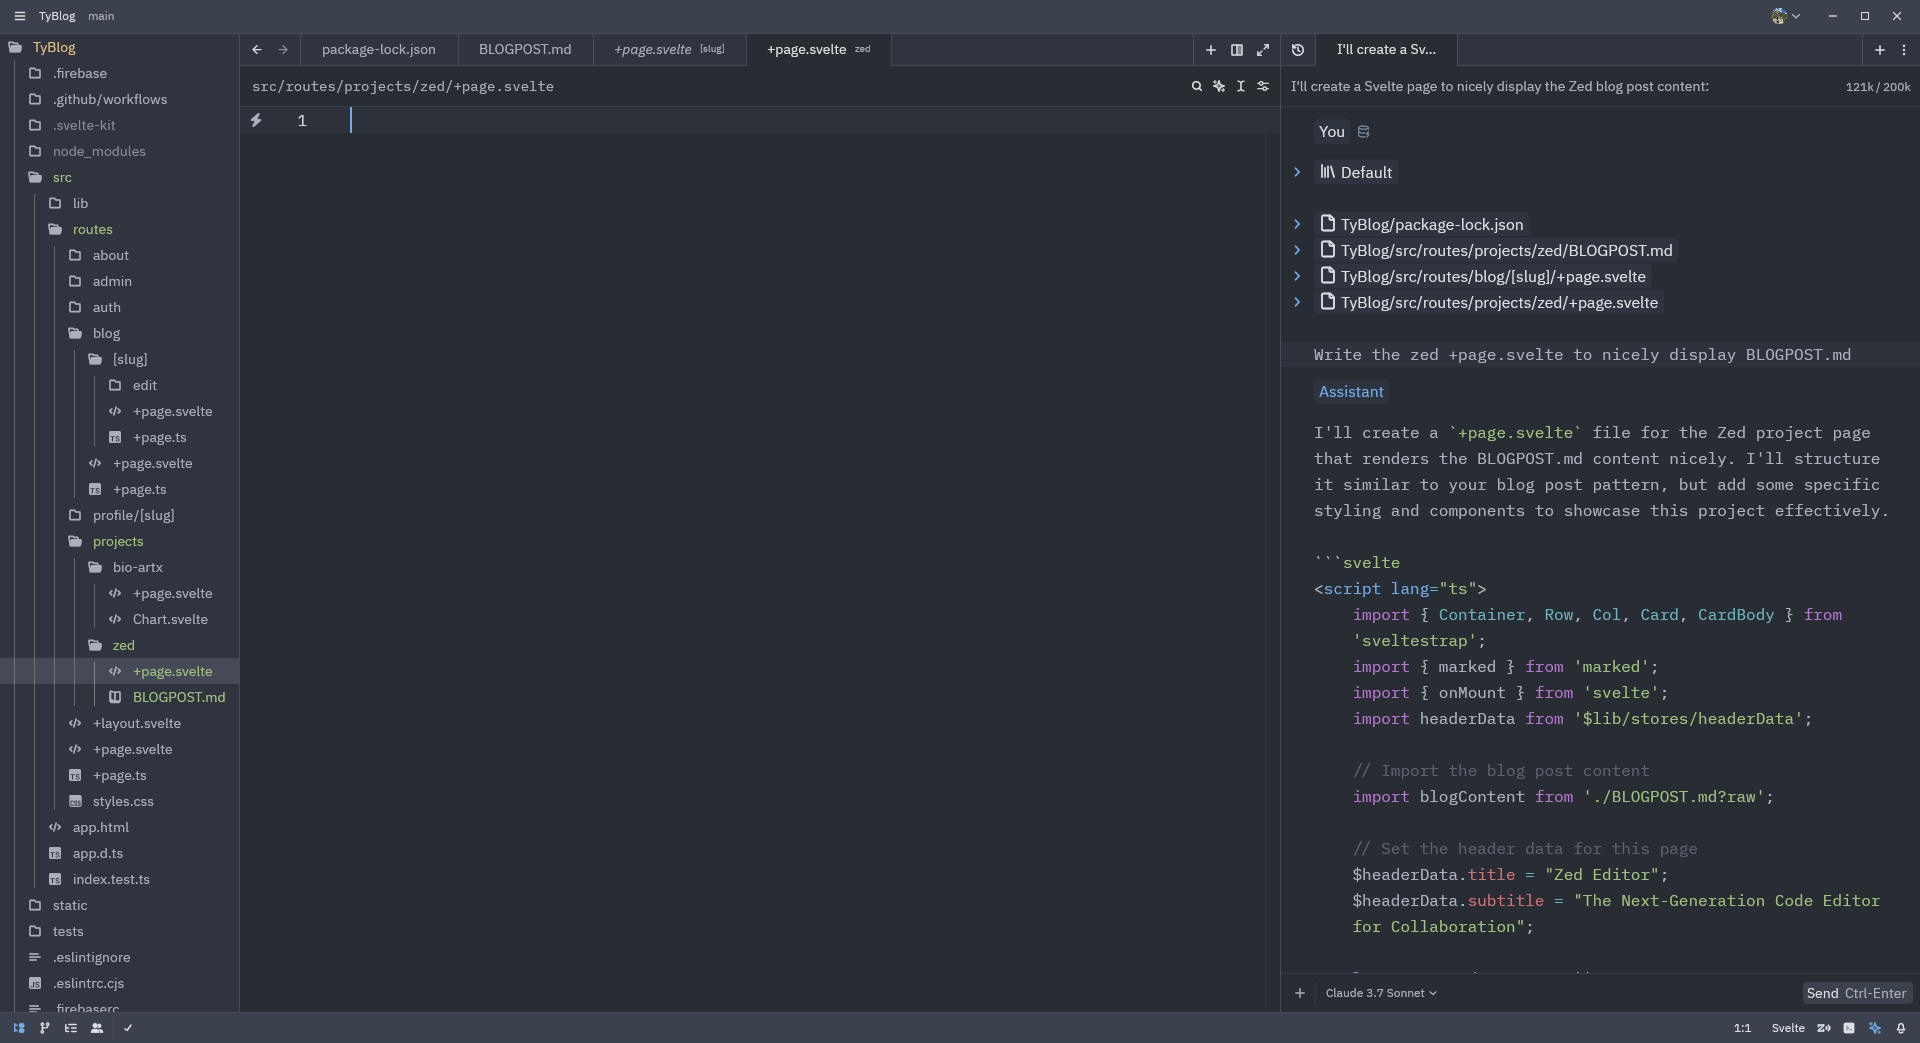 TyBlog main
TyBlog
.firebase
.github/workflows
.svelte-kit
node_modules
src
lib
routes
about
admin
auth
blog
[slug]
edit
+page.svelte
+page.ts
+page.svelte
+page.ts
profile/[slug]
projects
bio-artx
+page.svelte
Chart.svelte
zed
+page.svelte
BLOGPOST.md
+layout.svelte
+page.svelte
+page.ts
styles.css
app.html
app.d.ts
index.test.ts
static
tests
.eslintignore
.eslintrc.cjs
.firebaserc
package-lock.json
BLOGPOST.md
+page.svelte [slug]
+page.svelte zed
src/routes/projects/zed/+page.svelte
1
I'll create a Sv...
I'll create a Svelte page to nicely display the Zed blog post content: 121k / 200k
You
Default
TyBlog/package-lock.json
TyBlog/src/routes/projects/zed/BLOGPOST.md
TyBlog/src/routes/blog/[slug]/+page.svelte
TyBlog/src/routes/projects/zed/+page.svelte
Write the zed +page.svelte to nicely display BLOGPOST.md
Assistant
I'll create a `+page.svelte` file for the Zed project page
that renders the BLOGPOST.md content nicely. I'll structure
it similar to your blog post pattern, but add some specific
styling and components to showcase this project effectively.
```svelte
<script lang="ts">
import { Container, Row, Col, Card, CardBody } from
'sveltestrap';
import { marked } from 'marked';
import { onMount } from 'svelte';
import headerData from '$lib/stores/headerData';
// Import the blog post content
import blogContent from './BLOGPOST.md?raw';
// Set the header data for this page
$headerData.title = "Zed Editor";
$headerData.subtitle = "The Next-Generation Code Editor
for Collaboration";
Claude 3.7 Sonnet
Send Ctrl-Enter
1:1 Svelte